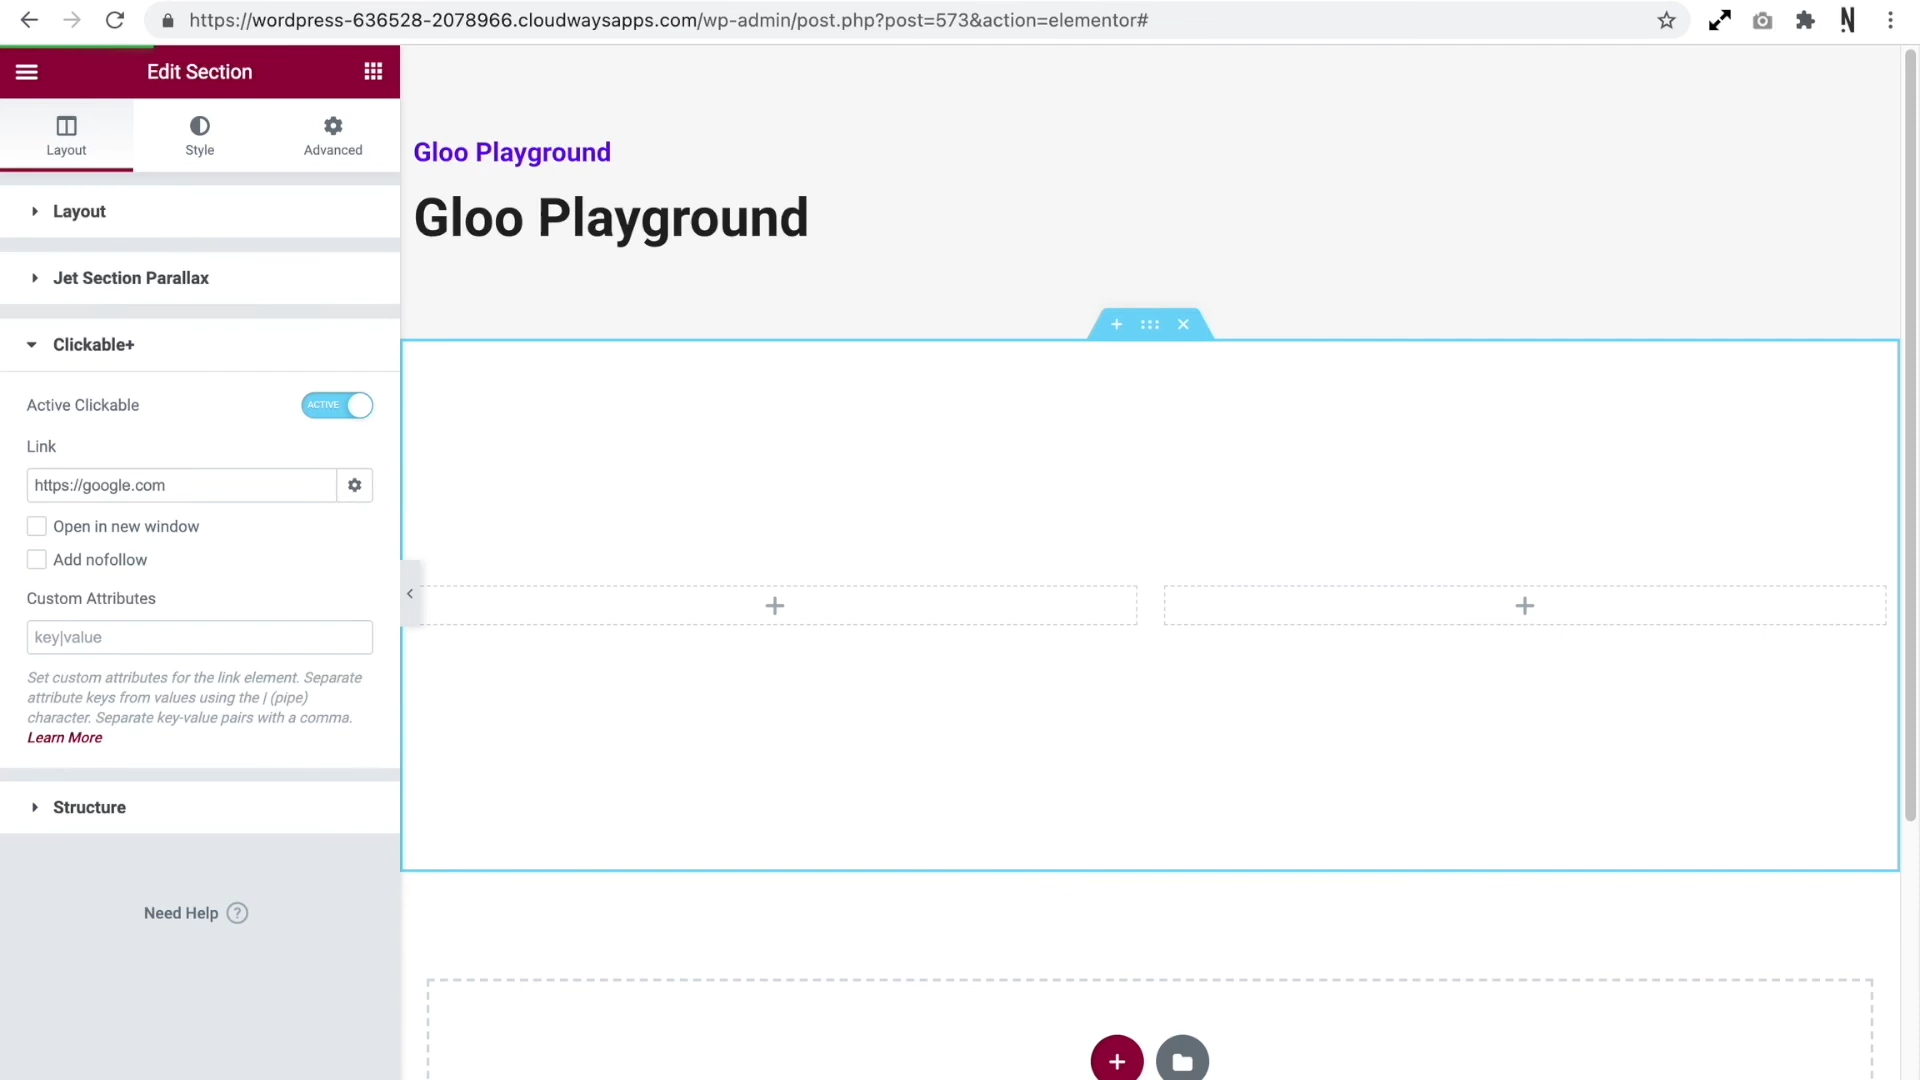 https://wordpress-636528-2078966.cloudwaysapps.com/wp-admin/post.php?post=573&action=elementor#
Edit Section
Layout
Style
Advanced
Layout
Jet Section Parallax
Clickable+
Active Clickable
ACTIVE
Link
https://google.com
Open in new window
Add nofollow
Custom Attributes
key|value
Set custom attributes for the link element. Separate
attribute keys from values using the | (pipe)
character. Separate key-value pairs with a comma.
Learn More
Structure
Need Help ?
Gloo Playground
Gloo Playground